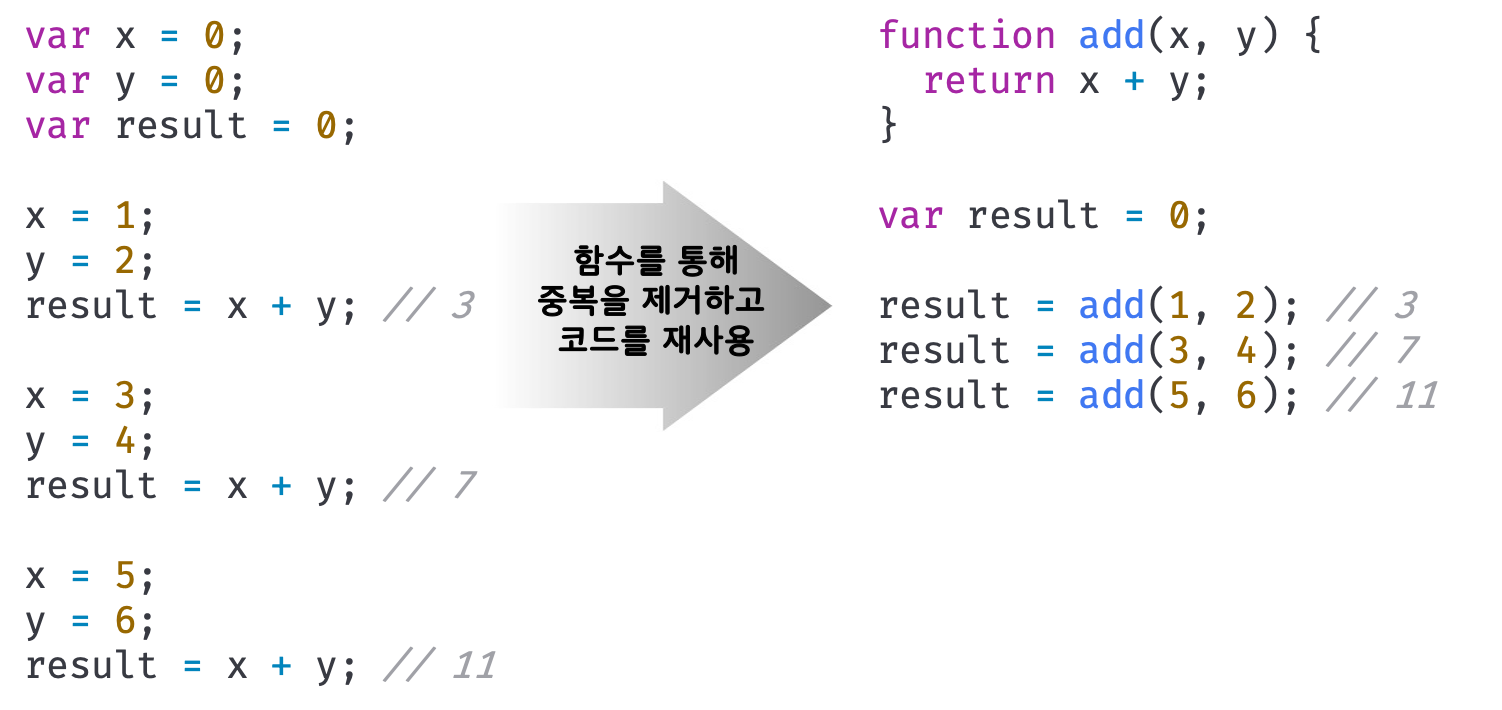 var x = 0;
var y = 0;
var result = 0;
x = 1;
y = 2;
result = x + y; // 3
x = 3;
y = 4;
result = x + y; // 7
x = 5;
y = 6;
result = x + y; // 11
함수를 통해
중복을 제거하고
코드를 재사용
function add(x, y) {
  return x + y;
}
var result = 0;
result = add(1, 2); // 3
result = add(3, 4); // 7
result = add(5, 6); // 11